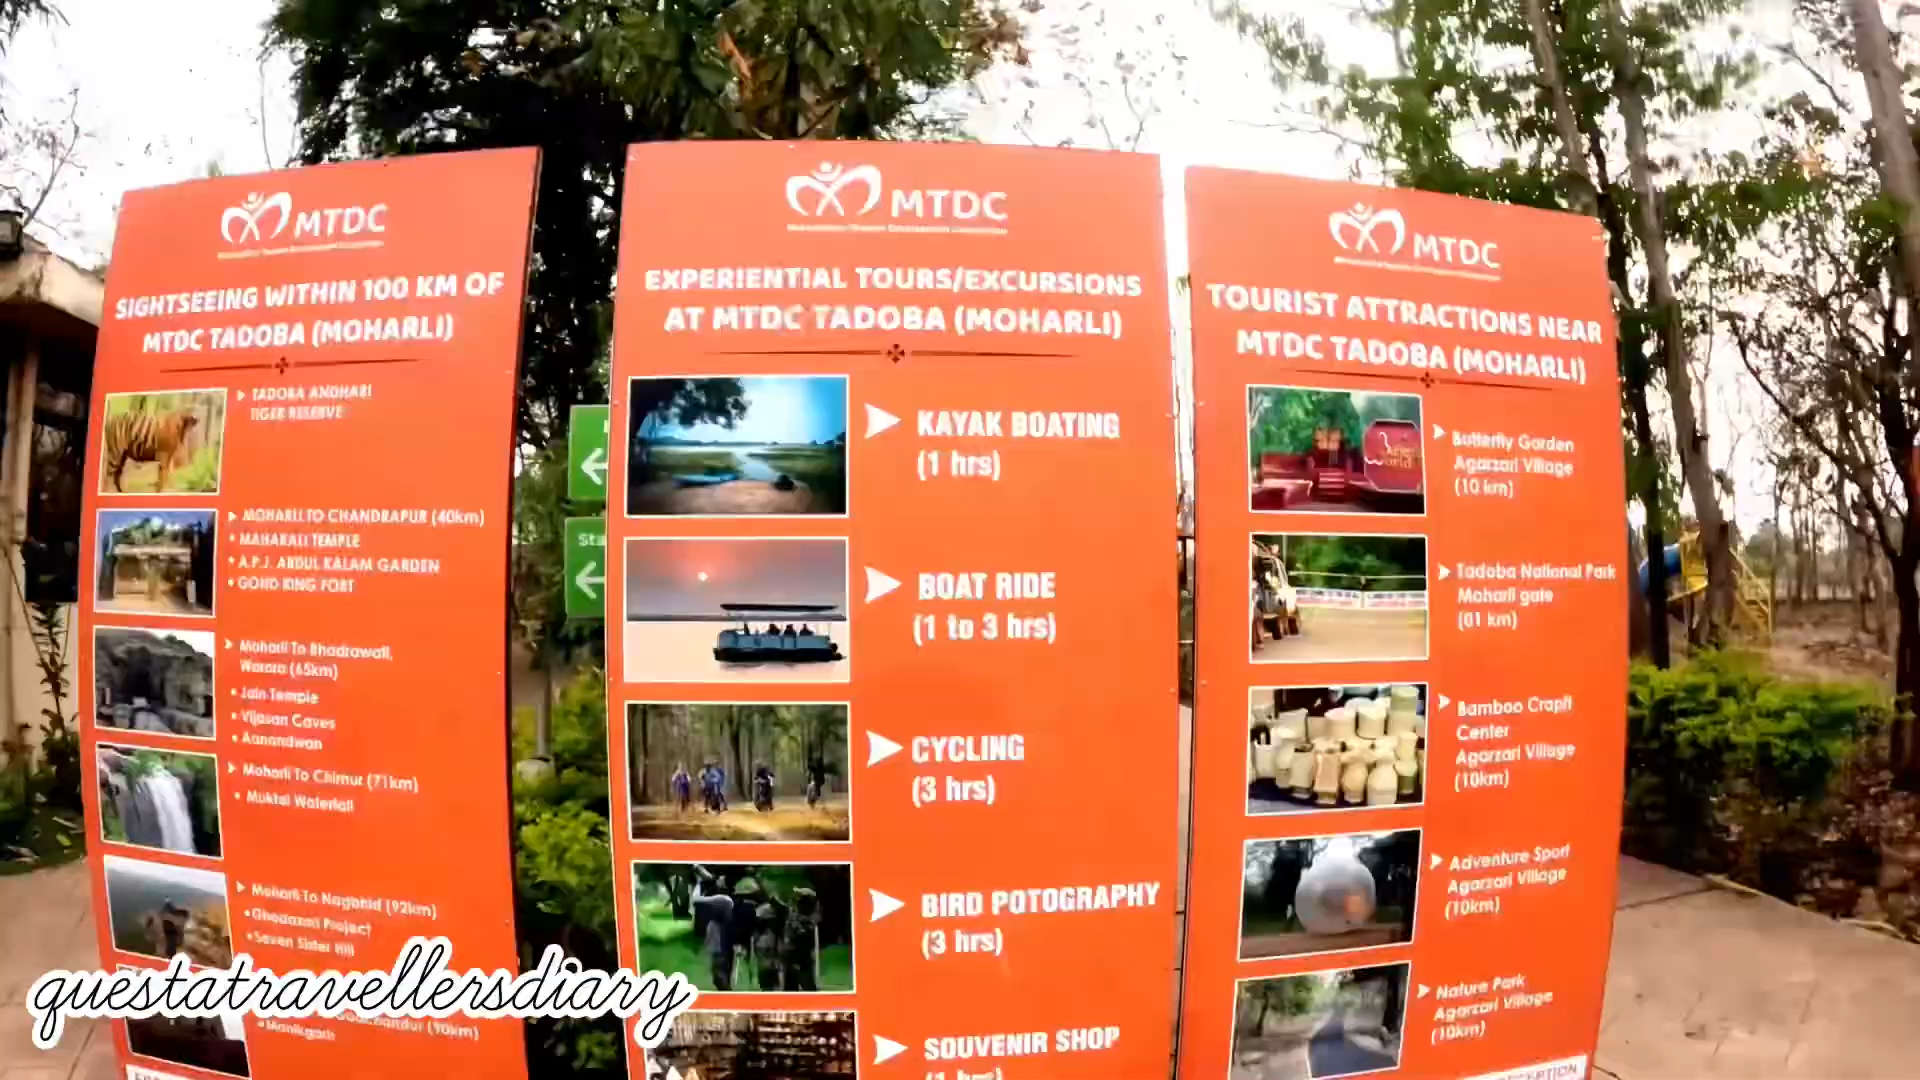 MTDC
SIGHTSEEING WITHIN 100 KM OF
MTDC TADOBA (MOHARLI)
TADOBA ANDHARI
TIGER RESERVE
MOHARLI TO CHANDRAPUR (40km)
MAHAKALI TEMPLE
A.P.J. ABDUL KALAM GARDEN
GOND KING FORT
Moharli To Bhadrawati,
Warora (65km)
Jain Temple
Vijasan Caves
Aanandwan
Moharli To Chimur (71km)
Muktai Waterfall
Moharli To Nagbhid (92km)
Ghodazari Project
Seven Sister Hill
(90km)
Manikgarh
Sta
MTDC
EXPERIENTIAL TOURS/EXCURSIONS
AT MTDC TADOBA (MOHARLI)
KAYAK BOATING
(1 hrs)
BOAT RIDE
(1 to 3 hrs)
CYCLING
(3 hrs)
BIRD POTOGRAPHY
(3 hrs)
SOUVENIR SHOP
(1 hrs)
MTDC
TOURIST ATTRACTIONS NEAR
MTDC TADOBA (MOHARLI)
Butterfly Garden
Agarzari Village
(10 km)
Tadoba National Park
Moharli gate
(01 km)
Bamboo Crapft
Center
Agarzari Village
(10km)
Adventure Sport
Agarzari Village
(10km)
Nature Park
Agarzari Village
(10km)
questatravellersdiary